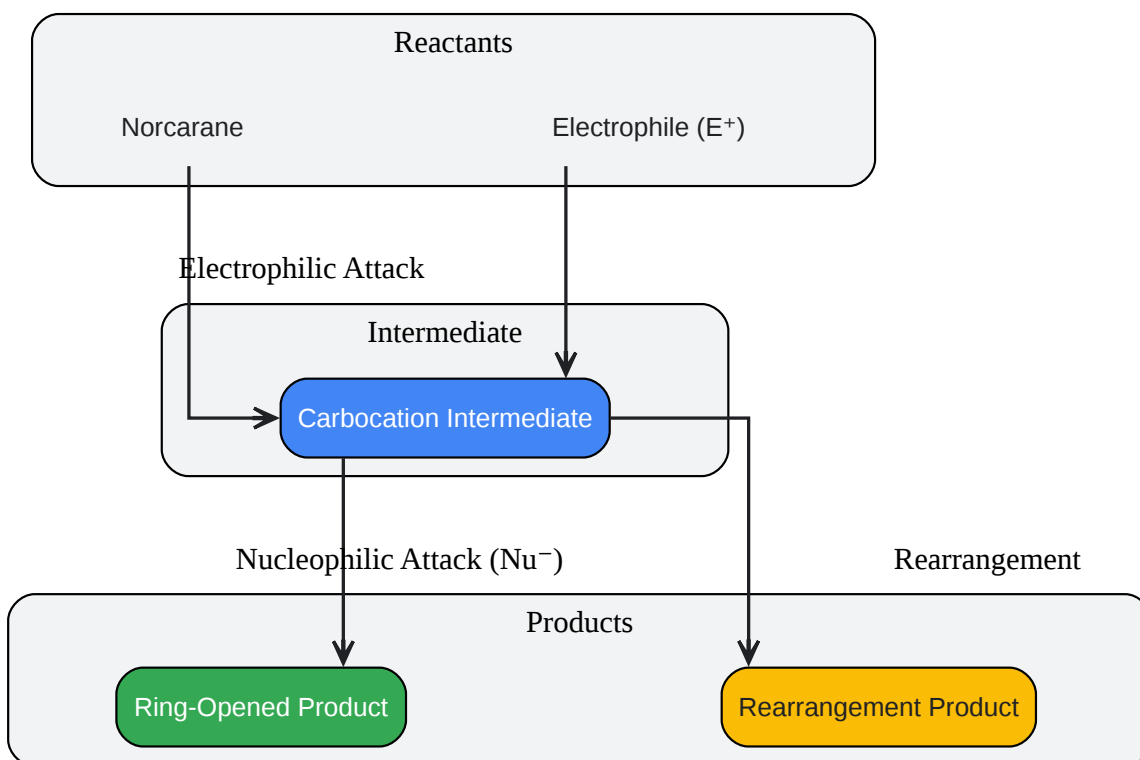 Reactants
Norcarane
Electrophile (E⁺)
Electrophilic Attack
Intermediate
Carbocation Intermediate
Nucleophilic Attack (Nu⁻)
Rearrangement
Products
Ring-Opened Product
Rearrangement Product